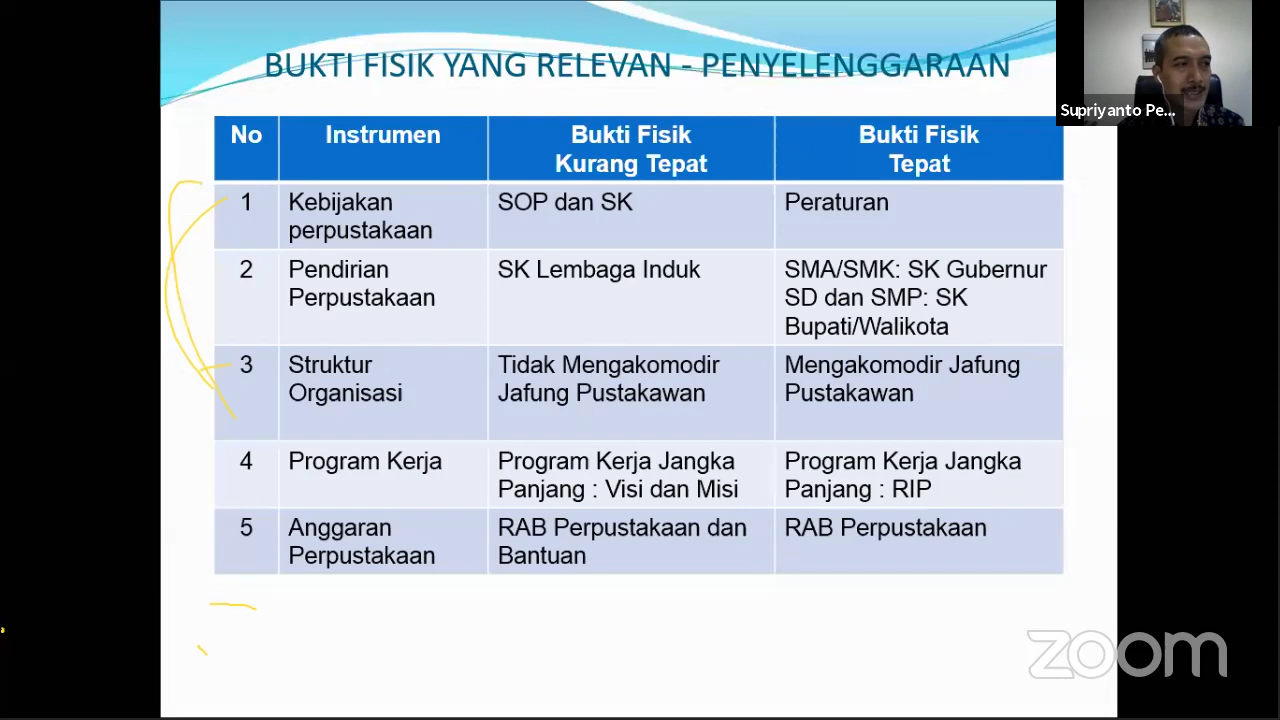 BUKTI FISIK YANG RELEVAN - PENYELENGGARAAN
Supriyanto Pe...
No Instrumen Bukti Fisik Kurang Tepat Bukti Fisik Tepat
1 Kebijakan perpustakaan SOP dan SK Peraturan
2 Pendirian Perpustakaan SK Lembaga Induk SMA/SMK: SK Gubernur SD dan SMP: SK Bupati/Walikota
3 Struktur Organisasi Tidak Mengakomodir Jafung Pustakawan Mengakomodir Jafung Pustakawan
4 Program Kerja Program Kerja Jangka Panjang : Visi dan Misi Program Kerja Jangka Panjang : RIP
5 Anggaran Perpustakaan RAB Perpustakaan dan Bantuan RAB Perpustakaan
zoom